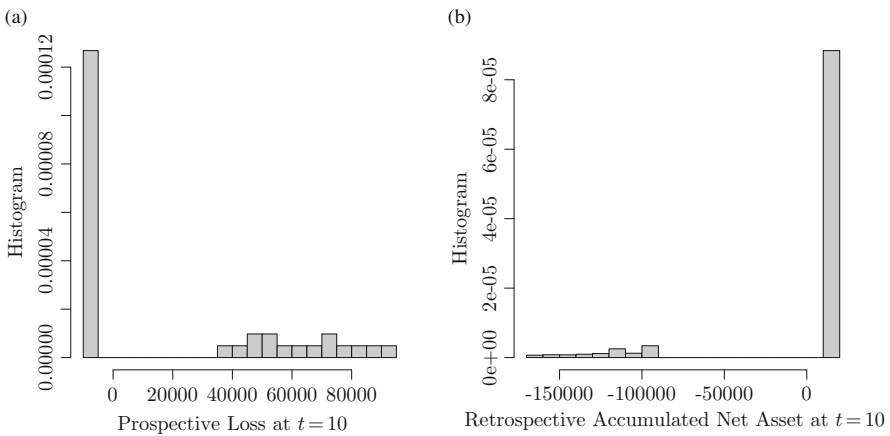 (a)
Histogram
0.00000
0.00004
0.00008
0.00012
0
20000
40000
60000
80000
Prospective Loss at t = 10
(b)
Histogram
0e+00
2e-05
4e-05
6e-05
8e-05
-150000
-100000
-50000
0
Retrospective Accumulated Net Asset at t = 10